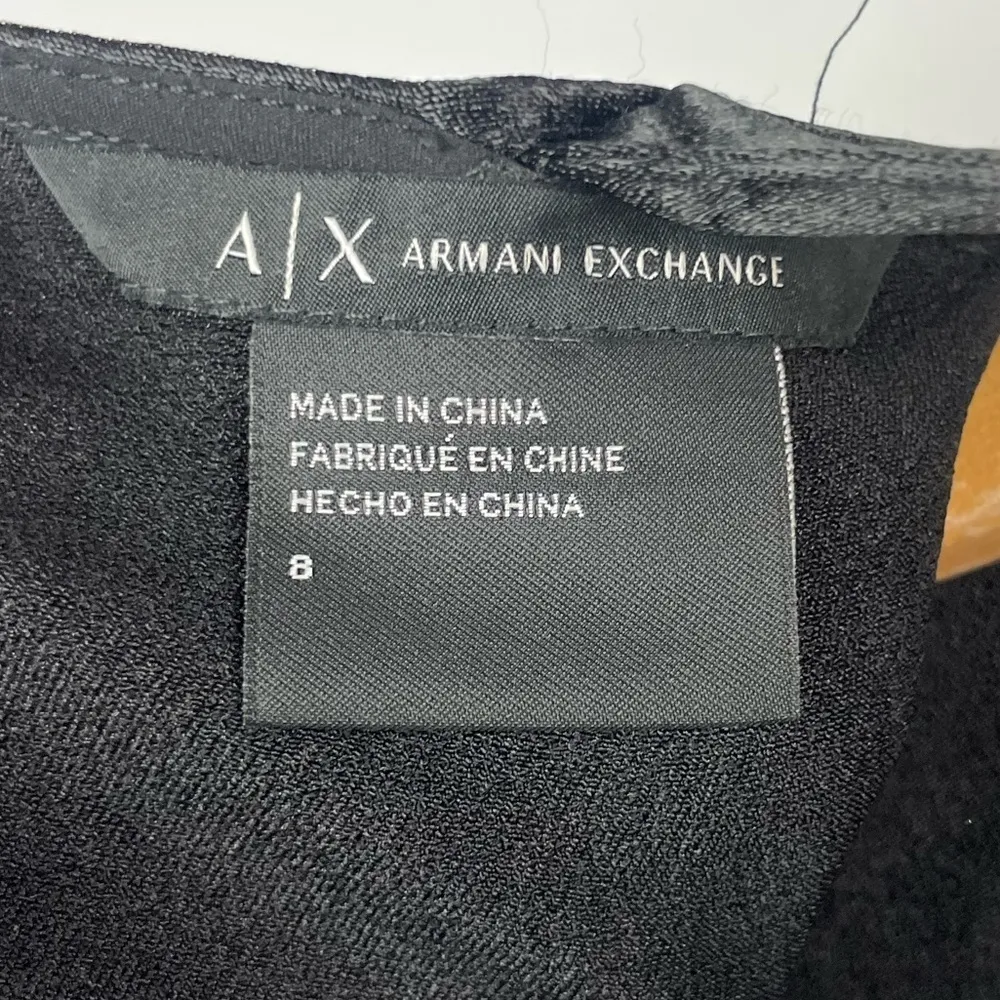 A|X ARMANI EXCHANGE
MADE IN CHINA
FABRIQUÉ EN CHINE
HECHO EN CHINA
8